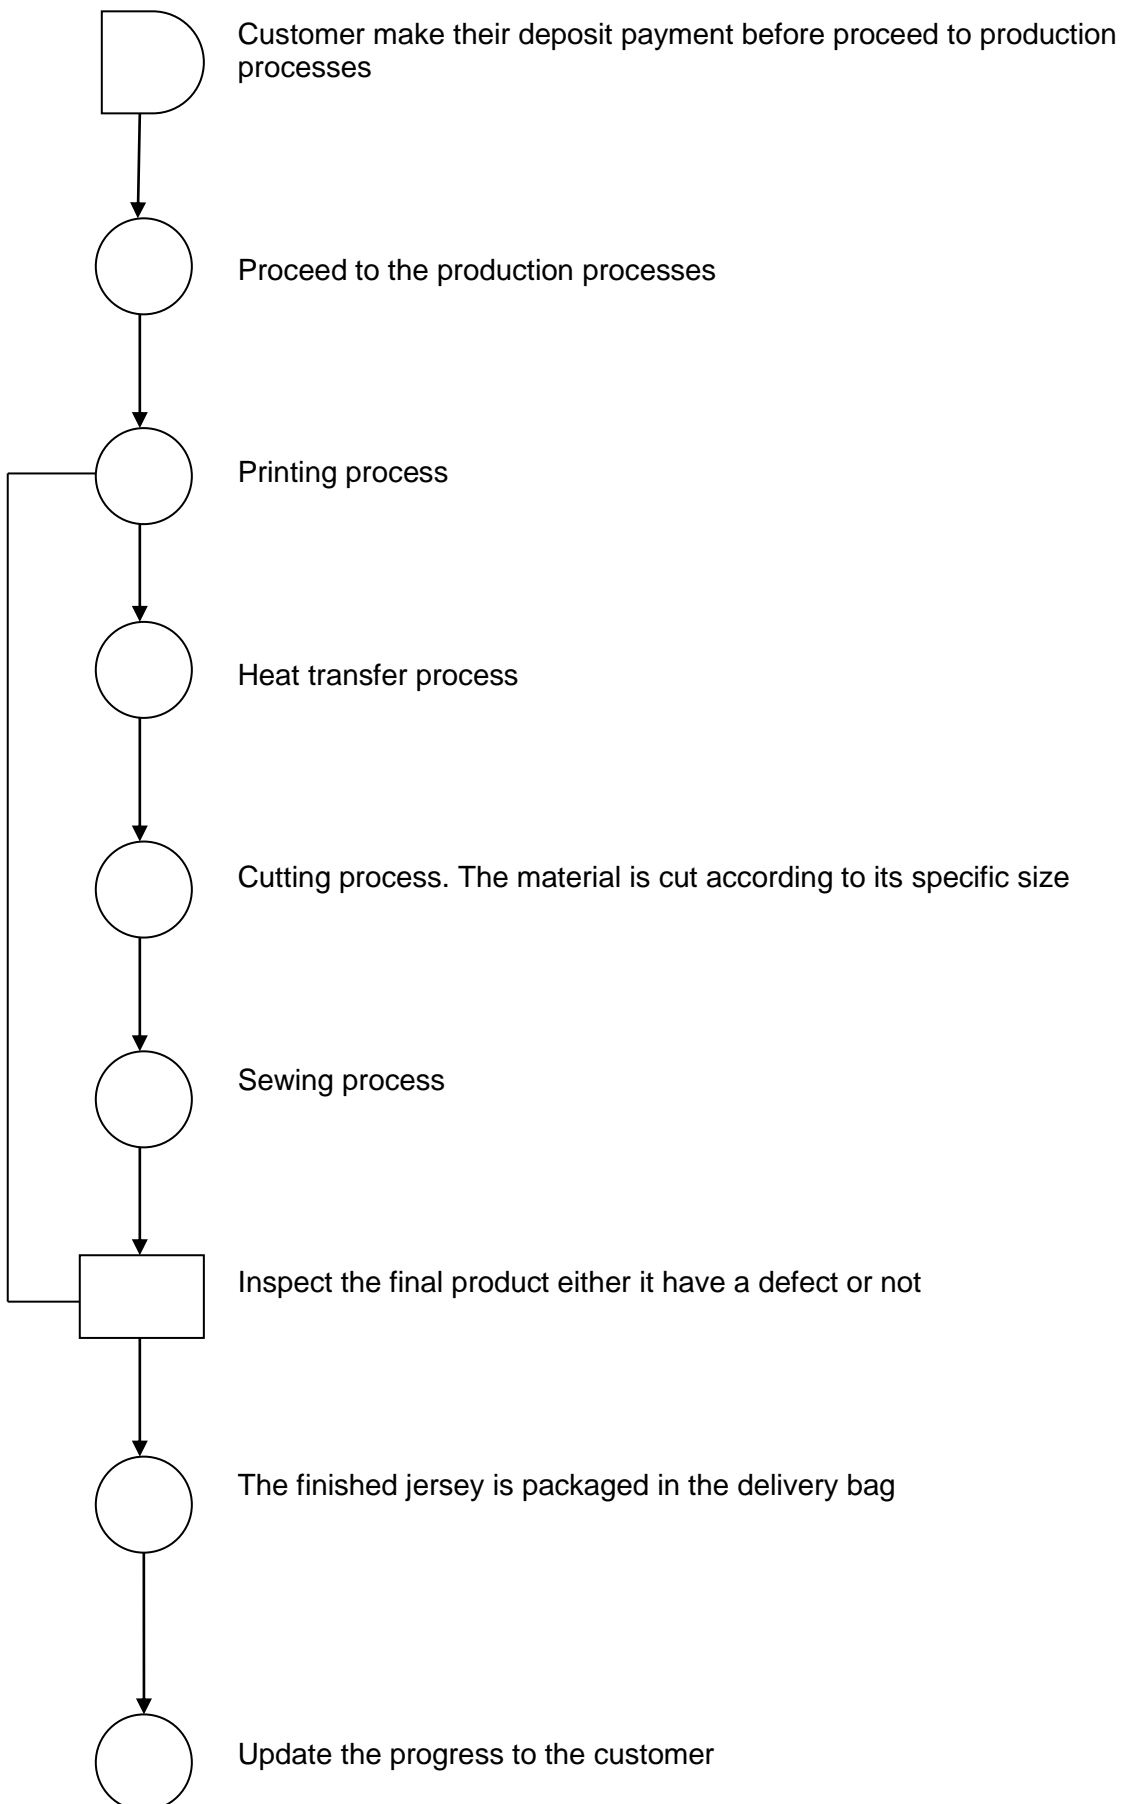 Customer make their deposit payment before proceed to production
processes
Proceed to the production processes
Printing process
Heat transfer process
Cutting process. The material is cut according to its specific size
Sewing process
Inspect the final product either it have a defect or not
The finished jersey is packaged in the delivery bag
Update the progress to the customer